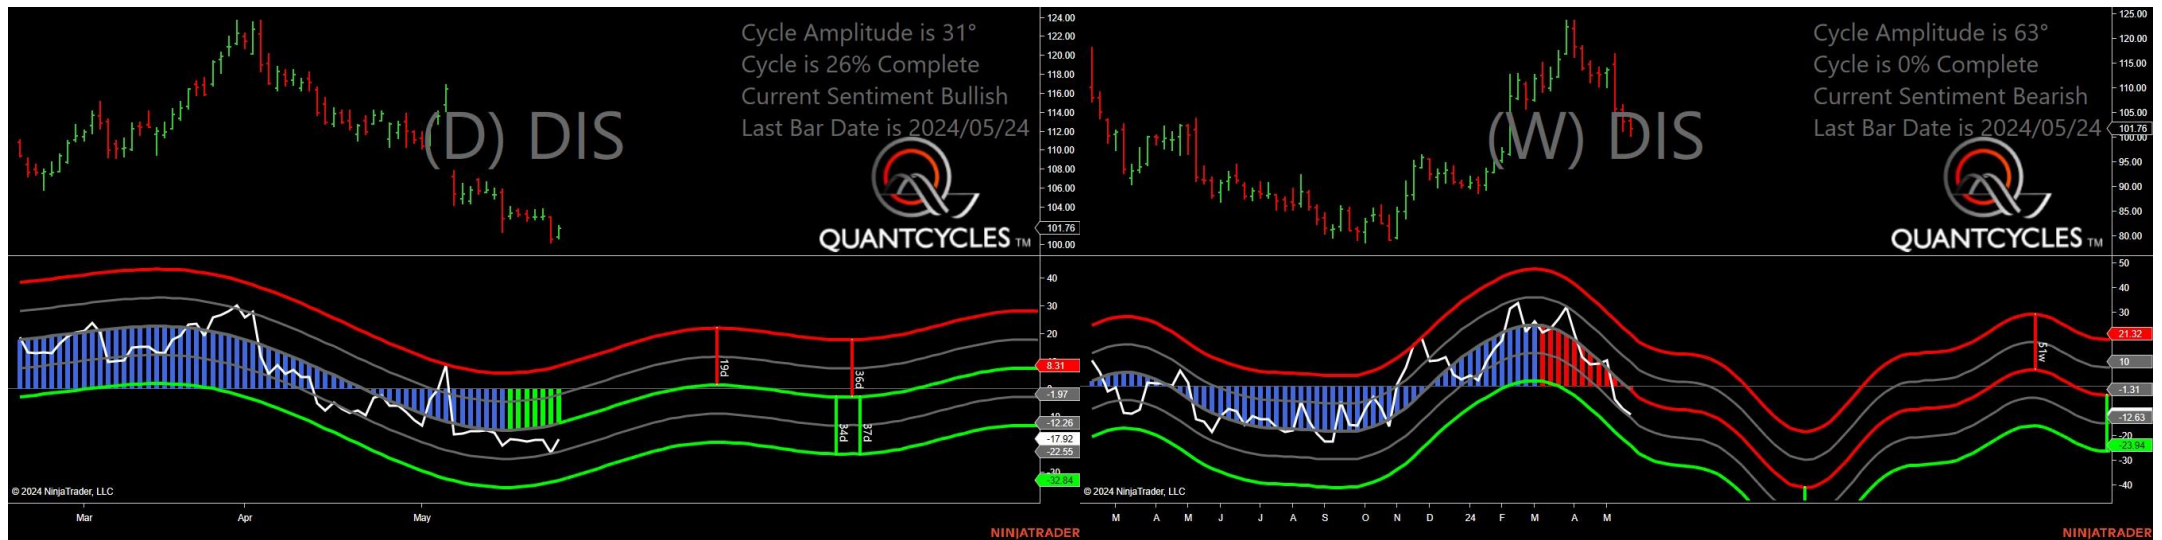 Cycle Amplitude is 31°
Cycle is 26% Complete
Current Sentiment Bullish
Last Bar Date is 2024/05/24
(D) DIS
QUANTCYCLES TM
124.00
122.00
120.00
118.00
116.00
114.00
112.00
110.00
108.00
106.00
104.00
101.76
100.00
40
30
20
8.31
-1.97
-12.26
-17.92
-22.55
-32.84
19d
36d
34d
37d
© 2024 NinjaTrader, LLC
Mar Apr May
NINJATRADER
Cycle Amplitude is 63°
Cycle is 0% Complete
Current Sentiment Bearish
Last Bar Date is 2024/05/24
(W) DIS
QUANTCYCLES TM
125.00
120.00
115.00
110.00
105.00
101.76
100.00
95.00
90.00
85.00
80.00
50
40
30
21.32
10
-1.31
-12.63
-20
-23.94
-30
-40
51w
© 2024 NinjaTrader, LLC
M A M J J A S O N D 24 F M A M
NINJATRADER